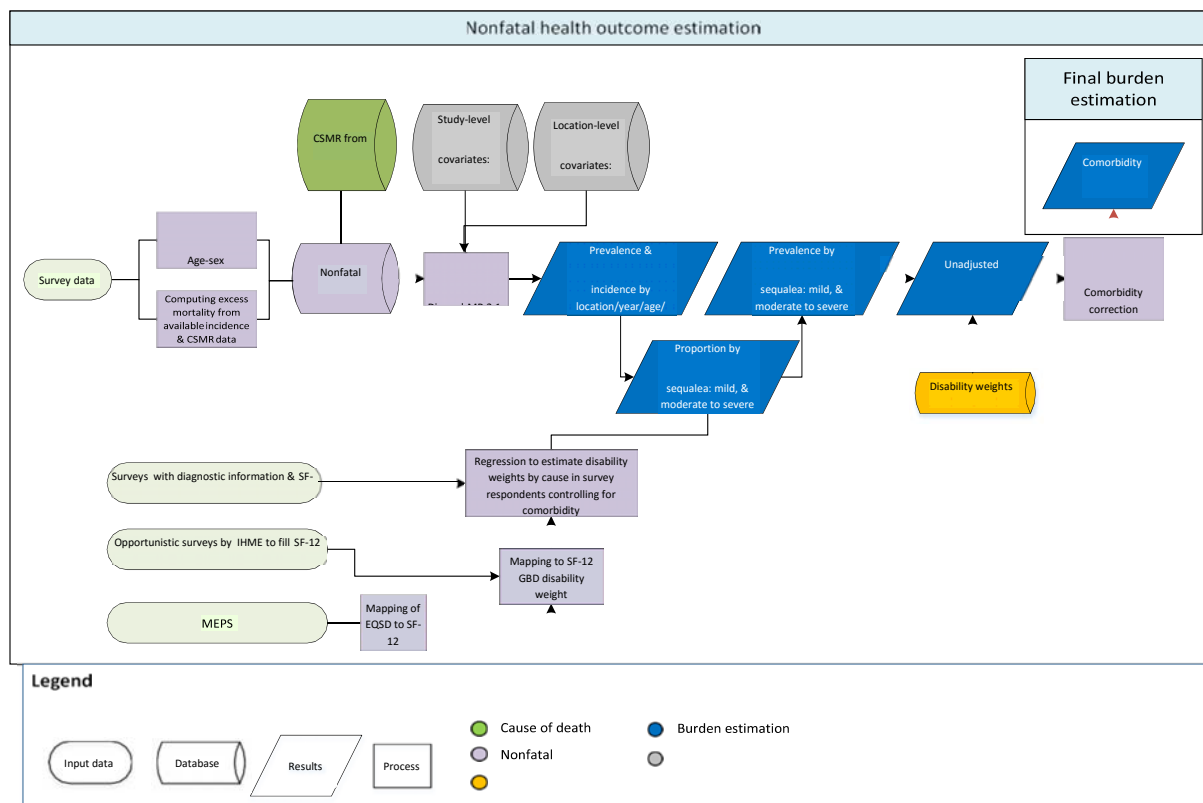 Nonfatal health outcome estimation
Final burden
estimation
CSMR from
Study-level
covariates:
Location-level
covariates:
Comorbidity
Survey data
Age-sex
Computing excess
mortality from
available incidence
& CSMR data
Nonfatal
Prevalence &
incidence by
location/year/age/
Prevalence by
sequalea: mild, &
moderate to severe
Unadjusted
Comorbidity
correction
Proportion by
sequalea: mild, &
moderate to severe
Disability weights
Surveys with diagnostic information & SF-
Regression to estimate disability
weights by cause in survey
respondents controlling for
comorbidity
Opportunistic surveys by IHME to fill SF-12
Mapping to SF-12
GBD disability
weight
MEPS
Mapping of
EQSD to SF-
12
Legend
Input data
Database
Results
Process
Cause of death
Nonfatal
Burden estimation